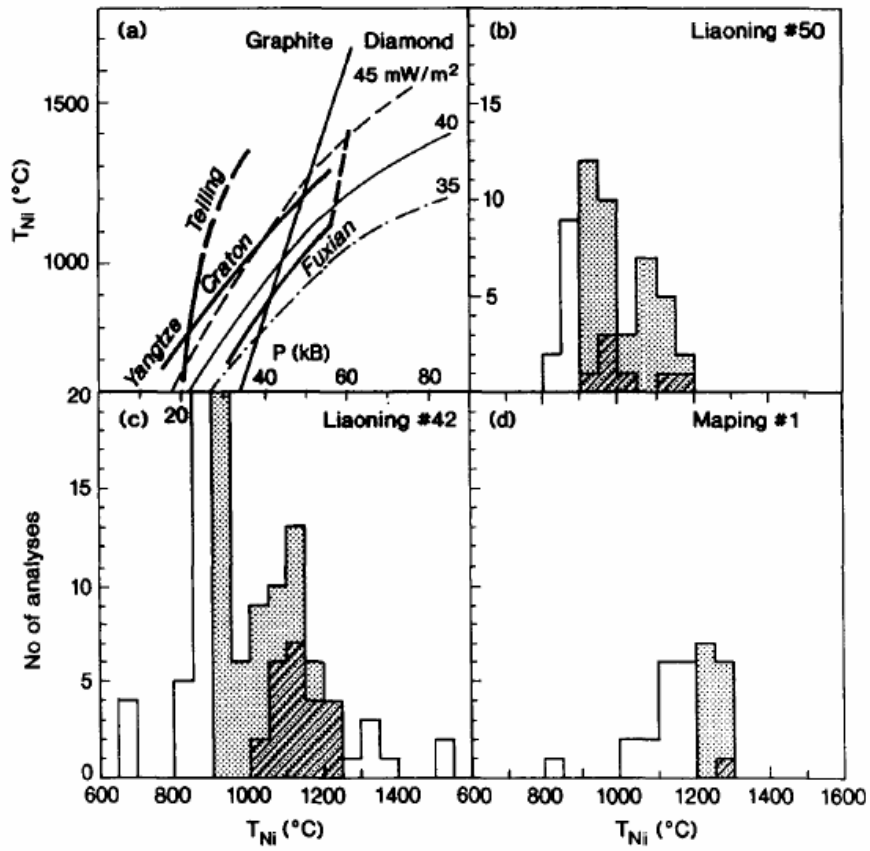 (a)
Graphite Diamond
45 mW/m²
40
35
1500
1000
T_Ni (°C)
Teiling
Craton
Yangtze
Fuxian
P (kB)
20 40 60 80
(b) Liaoning #50
15
10
5
(c) Liaoning #42
20
15
10
5
0
No of analyses
600 800 1000 1200 1400
T_Ni (°C)
(d) Maping #1
600 800 1000 1200 1400 1600
T_Ni (°C)